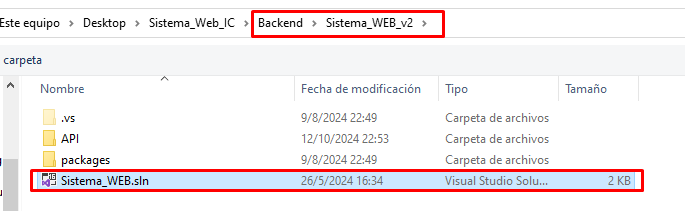 Este equipo > Desktop > Sistema_Web_IC > Backend > Sistema_WEB_v2 >
carpeta
Nombre Fecha de modificación Tipo Tamaño
.vs 9/8/2024 22:49 Carpeta de archivos
API 12/10/2024 22:53 Carpeta de archivos
packages 9/8/2024 22:49 Carpeta de archivos
Sistema_WEB.sln 26/5/2024 16:34 Visual Studio Solu... 2 KB